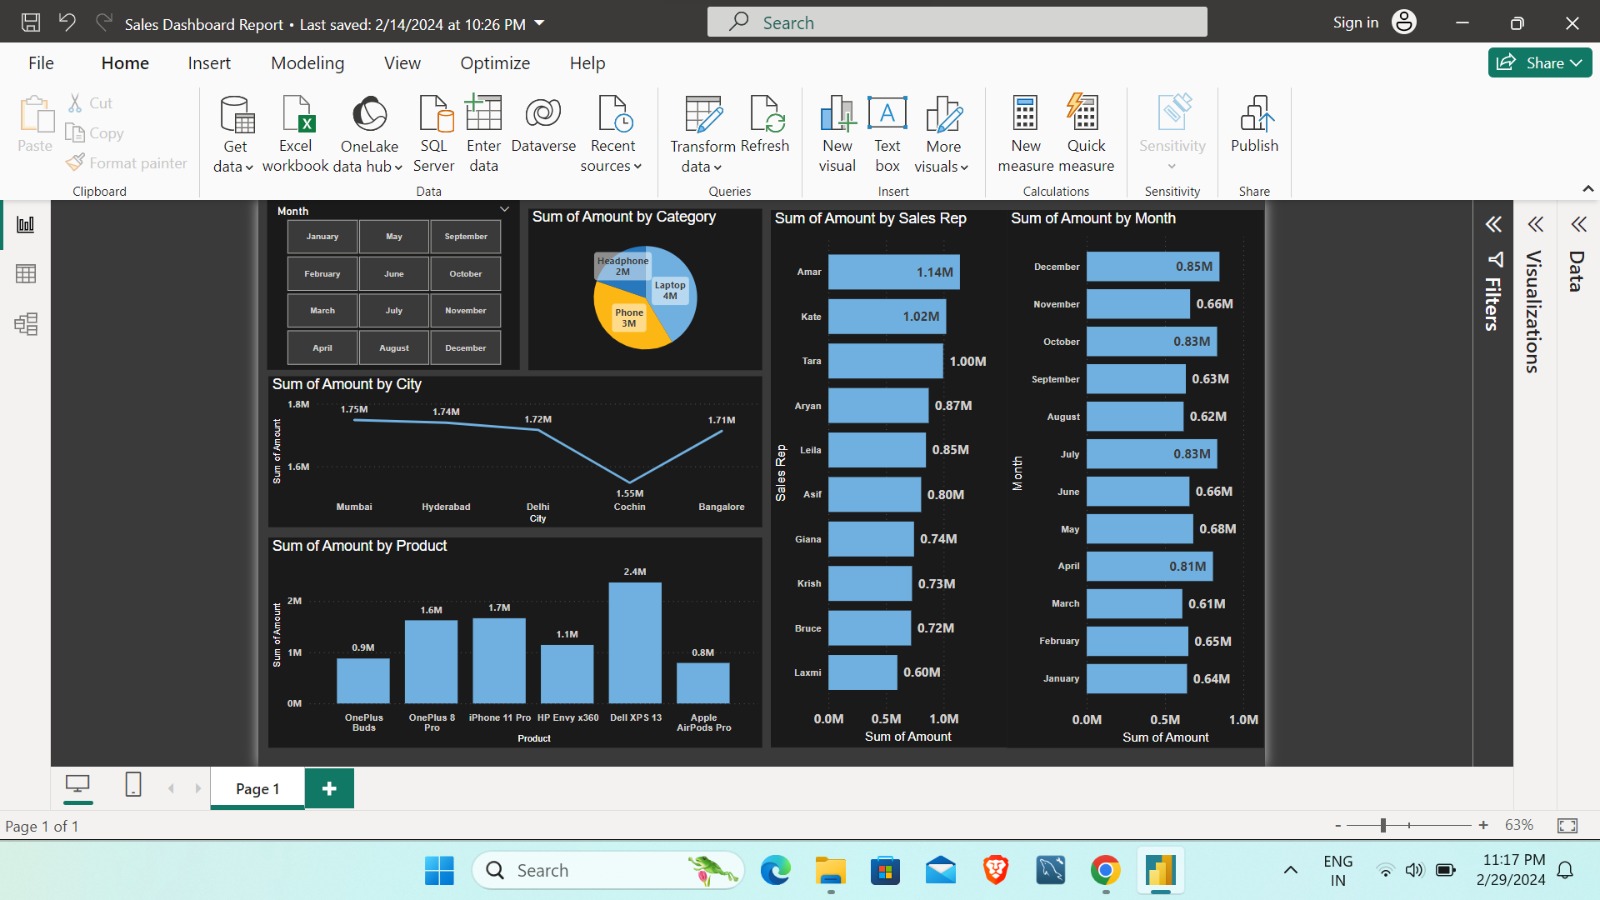 Sales Dashboard Report • Last saved: 2/14/2024 at 10:26 PM
Search
Sign in
File Home Insert Modeling View Optimize Help
Share
Paste
Cut
Copy
Format painter
Clipboard
Get data
Excel workbook
OneLake data hub
SQL Server
Enter data
Dataverse
Recent sources
Data
Transform data
Refresh
Queries
New visual
Text box
More visuals
Insert
New measure
Quick measure
Calculations
Sensitivity
Sensitivity
Publish
Share
Month
January May September
February June October
March July November
April August December
Sum of Amount by Category
Headphone
2M
Laptop
4M
Phone
3M
Sum of Amount by City
Sum of Amount
1.8M
1.6M
1.75M
1.74M
1.72M
1.55M
1.71M
Mumbai Hyderabad Delhi Cochin Bangalore
City
Sum of Amount by Product
Sum of Amount
2M
1M
0M
0.9M
1.6M
1.7M
1.1M
2.4M
0.8M
OnePlus Buds
OnePlus 8 Pro
iPhone 11 Pro
HP Envy x360
Dell XPS 13
Apple AirPods Pro
Product
Sum of Amount by Sales Rep
Sales Rep
Amar 1.14M
Kate 1.02M
Tara 1.00M
Aryan 0.87M
Leila 0.85M
Asif 0.80M
Giana 0.74M
Krish 0.73M
Bruce 0.72M
Laxmi 0.60M
0.0M 0.5M 1.0M
Sum of Amount
Sum of Amount by Month
Month
December 0.85M
November 0.66M
October 0.83M
September 0.63M
August 0.62M
July 0.83M
June 0.66M
May 0.68M
April 0.81M
March 0.61M
February 0.65M
January 0.64M
0.0M 0.5M 1.0M
Sum of Amount
Filters
Visualizations
Data
Page 1
Page 1 of 1
- + 63%
Search
ENG
IN
11:17 PM
2/29/2024